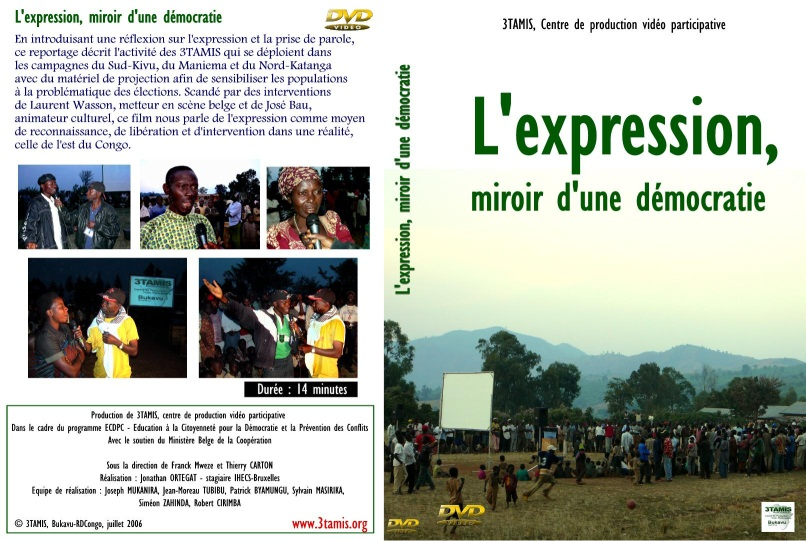 L'expression, miroir d'une démocratie
DVD
VIDEO
En introduisant une réflexion sur l'expression et la prise de parole,
ce reportage décrit l'activité des 3TAMIS qui se déploient dans
les campagnes du Sud-Kivu, du Maniema et du Nord-Katanga
avec du matériel de projection afin de sensibiliser les populations
à la problématique des élections. Scandé par des interventions
de Laurent Wasson, metteur en scène belge et de José Bau,
animateur culturel, ce film nous parle de l'expression comme moyen
de reconnaissance, de libération et d'intervention dans une réalité,
celle de l'est du Congo.
3TAMIS
Bukavu
Durée : 14 minutes
Production de 3TAMIS, centre de production vidéo participative
Dans le cadre du programme ECDPC - Education à la Citoyenneté pour la Démocratie et la Prévention des Conflits
Avec le soutien du Ministère Belge de la Coopération
Sous la direction de Franck Mweze et Thierry CARTON
Réalisation : Jonathan ORTEGAT - stagiaire IHECS-Bruxelles
Equipe de réalisation : Joseph MUKANIRA, Jean-Moreau TUBIBU, Patrick BYAMUNGU, Sylvain MASIRIKA,
Siméon ZAHINDA, Robert CIRIMBA
© 3TAMIS, Bukavu-RDCongo, juillet 2006
www.3tamis.org
L'expression, miroir d'une démocratie
DVD
VIDEO
3TAMIS, Centre de production vidéo participative
L'expression,
miroir d'une démocratie
DVD
VIDEO
3TAMIS
Bukavu